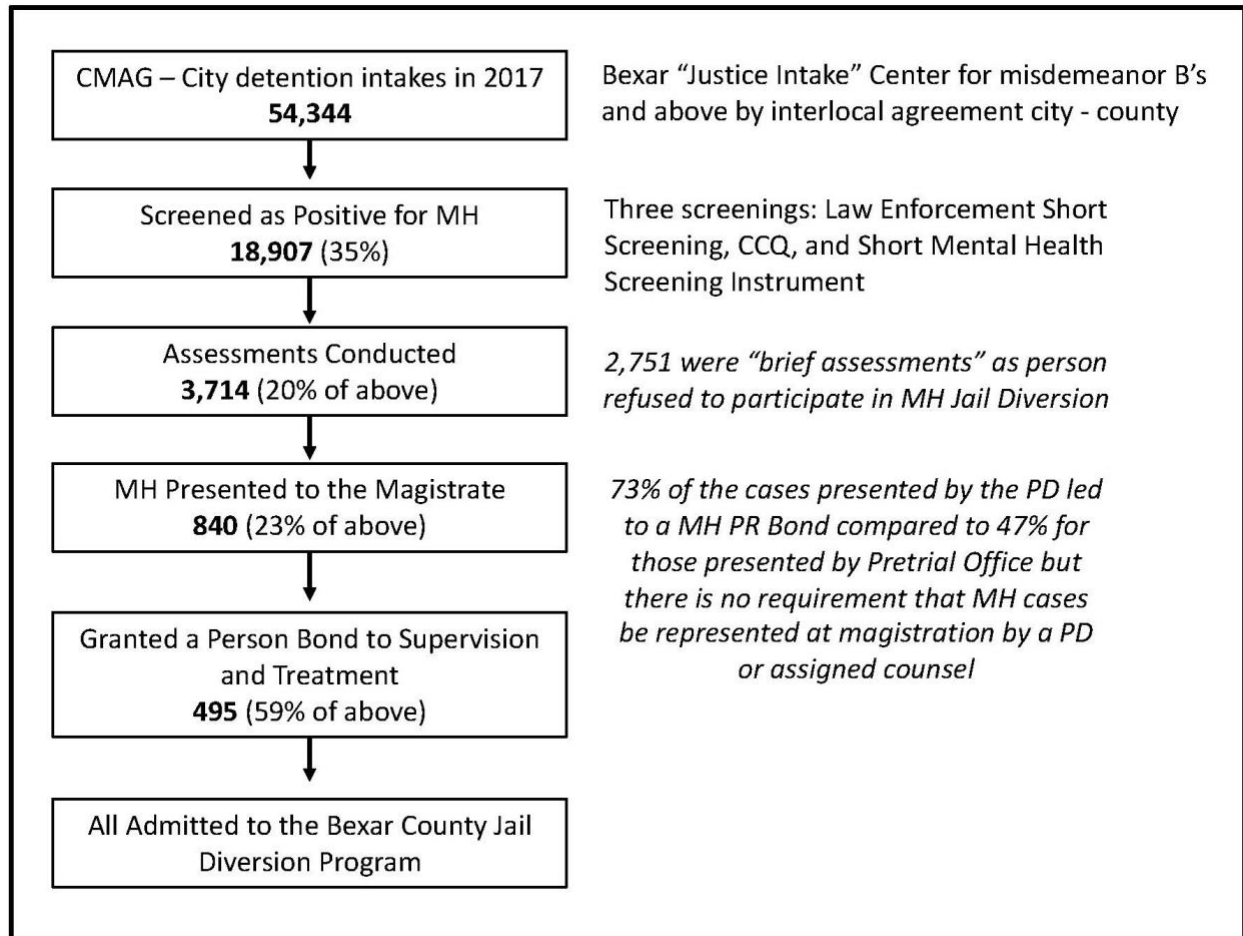 CMAG – City detention intakes in 2017
54,344
Bexar “Justice Intake” Center for misdemeanor B’s
and above by interlocal agreement city - county
Screened as Positive for MH
18,907 (35%)
Three screenings: Law Enforcement Short
Screening, CCQ, and Short Mental Health
Screening Instrument
Assessments Conducted
3,714 (20% of above)
2,751 were “brief assessments” as person
refused to participate in MH Jail Diversion
MH Presented to the Magistrate
840 (23% of above)
73% of the cases presented by the PD led
to a MH PR Bond compared to 47% for
those presented by Pretrial Office but
there is no requirement that MH cases
be represented at magistration by a PD
or assigned counsel
Granted a Person Bond to Supervision
and Treatment
495 (59% of above)
All Admitted to the Bexar County Jail
Diversion Program